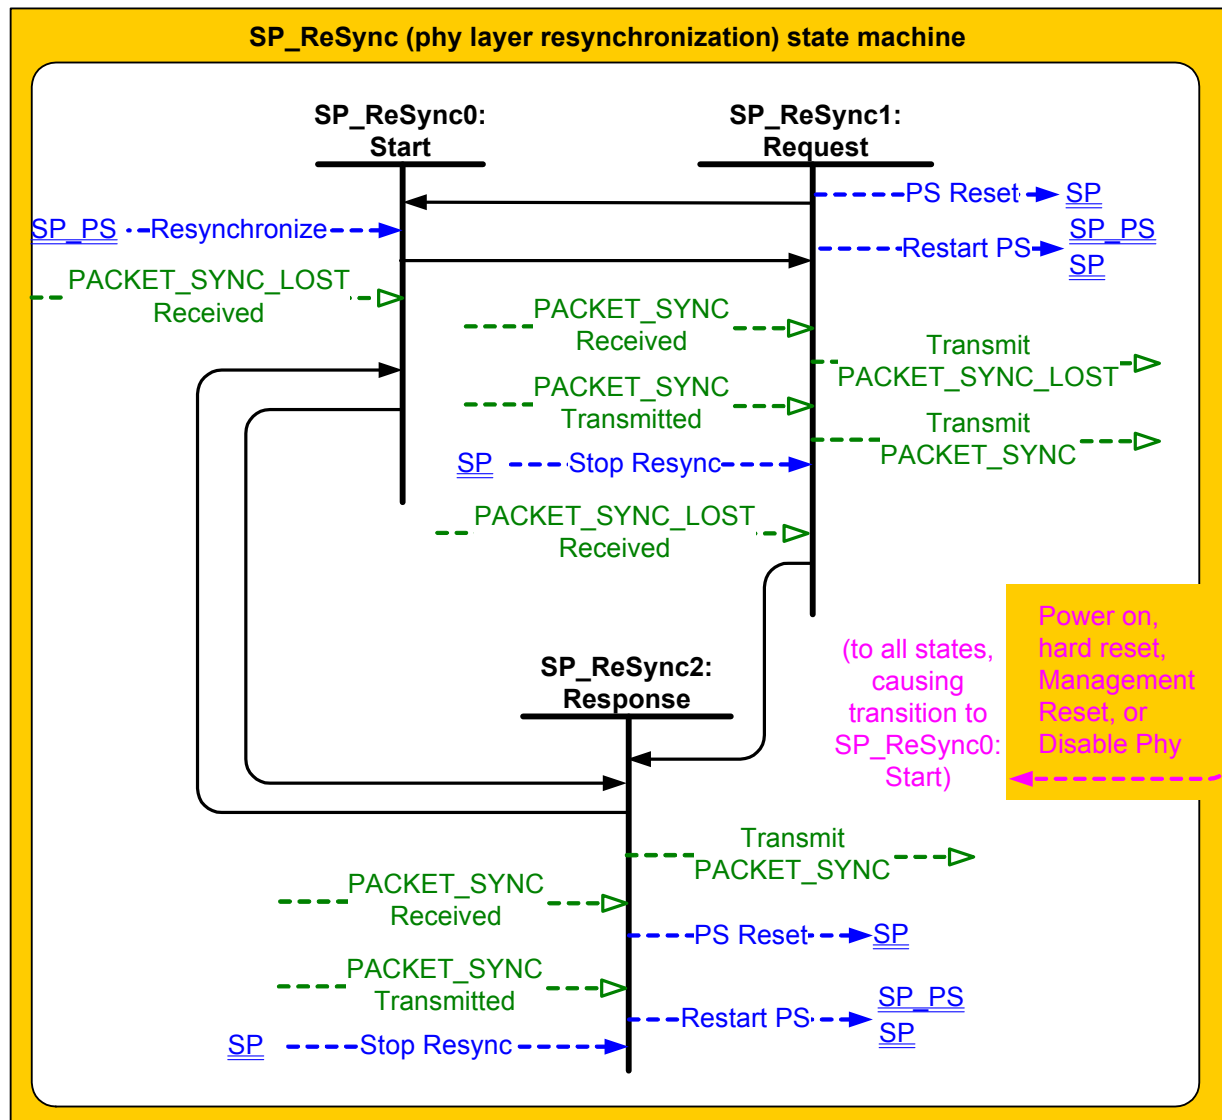 SP_ReSync (phy layer resynchronization) state machine
SP_ReSync0:
Start
SP_ReSync1:
Request
PS Reset
SP
SP_PS
Resynchronize
Restart PS
SP_PS
SP
PACKET_SYNC_LOST
Received
PACKET_SYNC
Received
Transmit
PACKET_SYNC_LOST
PACKET_SYNC
Transmitted
Transmit
PACKET_SYNC
SP
Stop Resync
PACKET_SYNC_LOST
Received
Power on,
hard reset,
Management
Reset, or
Disable Phy
(to all states,
causing
transition to
SP_ReSync0:
Start)
SP_ReSync2:
Response
Transmit
PACKET_SYNC
PACKET_SYNC
Received
PS Reset
SP
PACKET_SYNC
Transmitted
Restart PS
SP_PS
SP
SP
Stop Resync